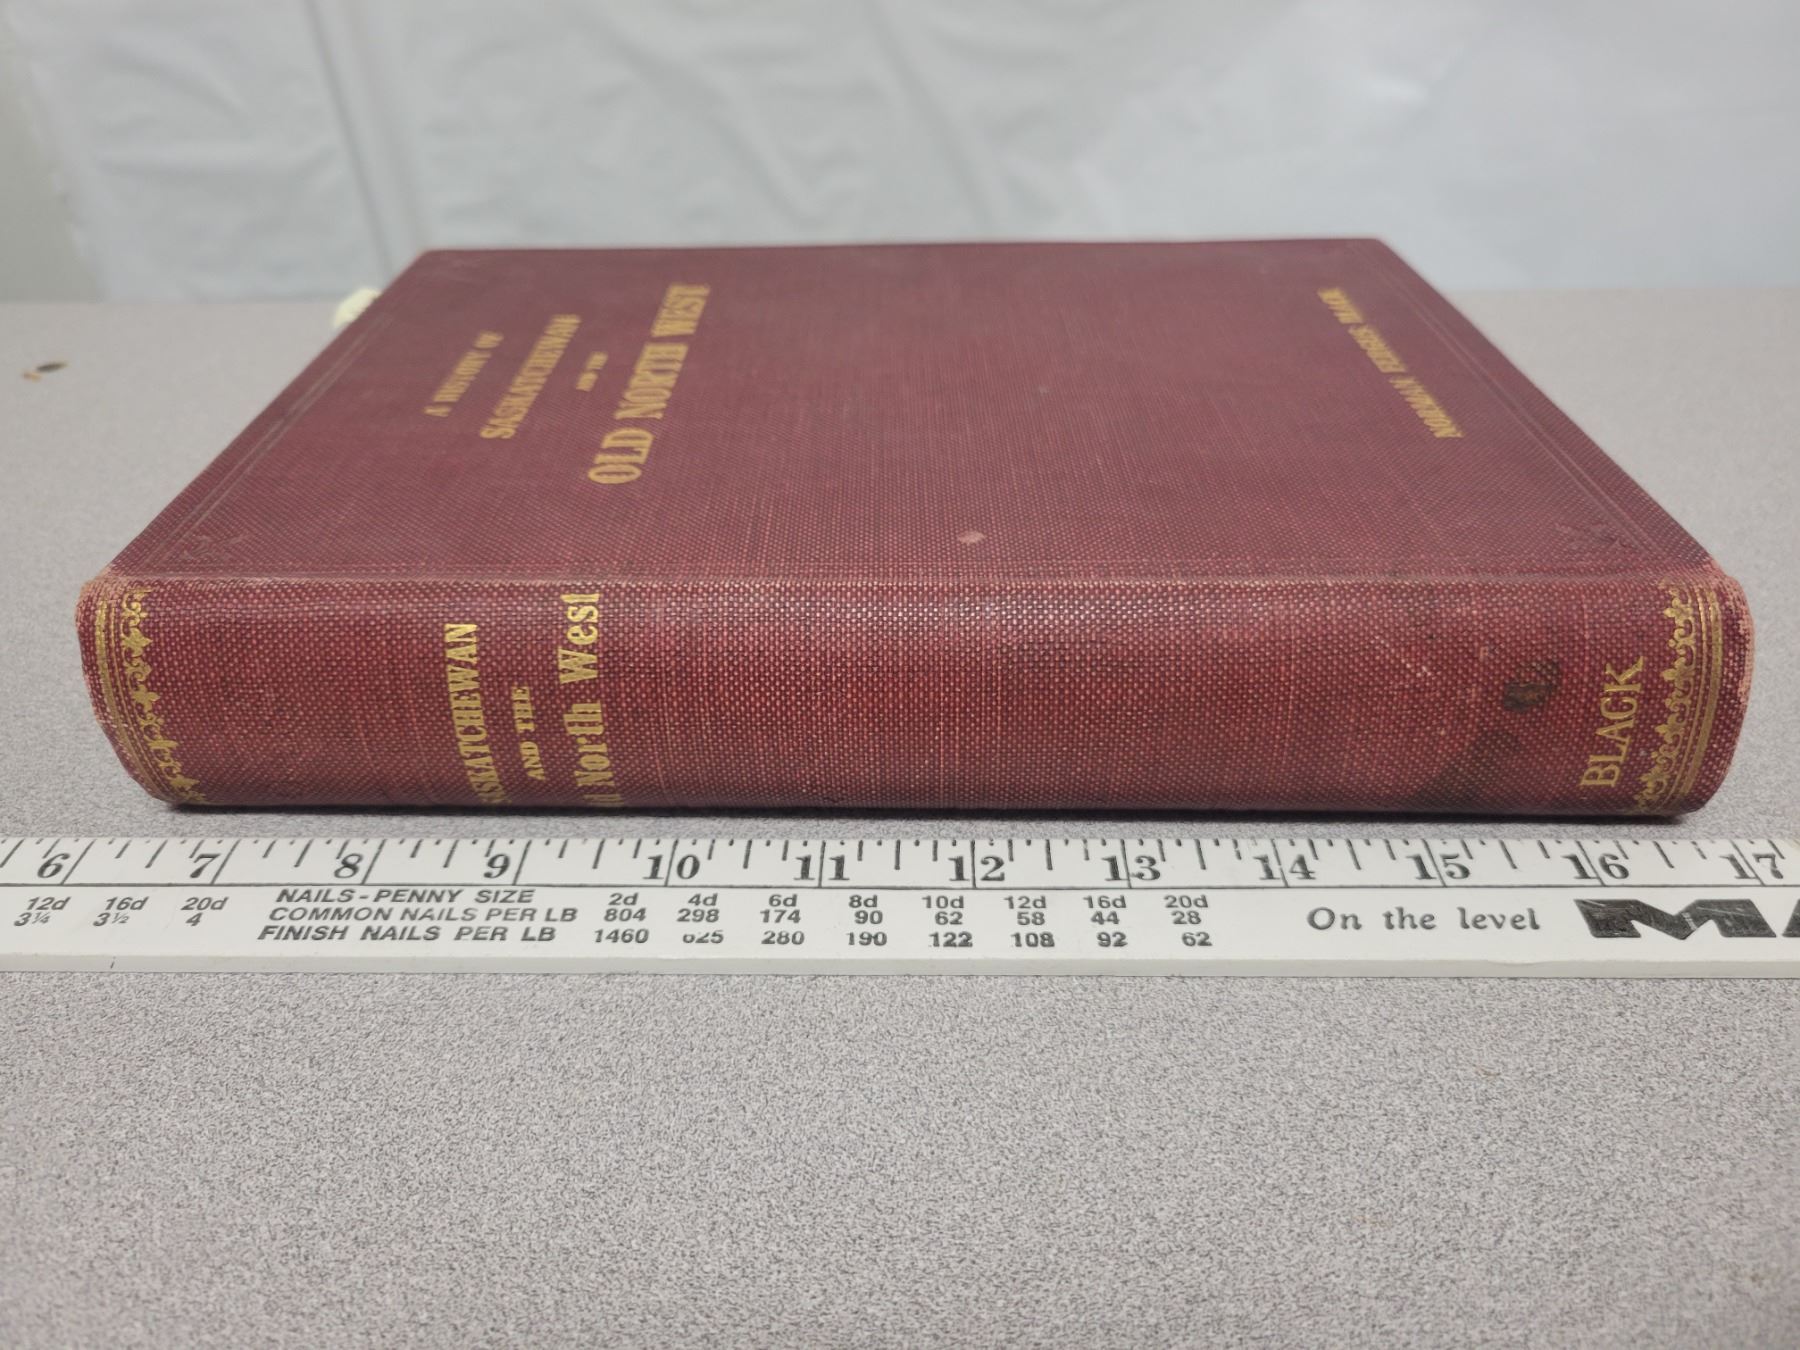 A HISTORY OF
SASKATCHEWAN
AND THE
OLD NORTH WEST
NORMAN FERGUS BLACK
SASKATCHEWAN
AND THE
North West
BLACK
6 7 8 9 10 11 12 13 14 15 16 17
12d 16d 20d
3¼ 3½ 4
NAILS-PENNY SIZE 2d 4d 6d 8d 10d 12d 16d 20d
COMMON NAILS PER LB 804 298 174 90 62 58 44 28
FINISH NAILS PER LB 1460 625 280 190 122 108 92 62
On the level